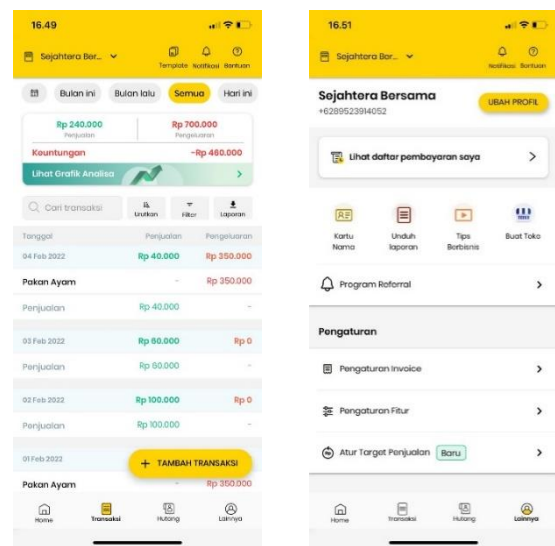 16.49
Sejahtera Ber...
Template Notifikasi Bantuan
Bulan ini Bulan lalu Semua Hari ini
Rp 240.000 Rp 700.000
Penjualan Pengeluaran
Keuntungan -Rp 460.000
Lihat Grafik Analisa
Cari transaksi Urutkan Filter Laporan
Tanggal Penjualan Pengeluaran
04 Feb 2022 Rp 40.000 Rp 350.000
Pakan Ayam - Rp 350.000
Penjualan Rp 40.000 -
03 Feb 2022 Rp 60.000 Rp 0
Penjualan Rp 60.000 -
02 Feb 2022 Rp 100.000 Rp 0
Penjualan Rp 100.000 -
01 Feb 2022
+ TAMBAH TRANSAKSI
Pakan Ayam - Rp 350.000
Home Transaksi Hutang Lainnya
16.51
Sejahtera Ber...
Notifikasi Bantuan
Sejahtera Bersama
+6289523914052
UBAH PROFIL
Lihat daftar pembayaran saya
Kartu Nama
Unduh laporan
Tips Berbisnis
Buat Toko
Program Referral
Pengaturan
Pengaturan Invoice
Pengaturan Fitur
Atur Target Penjualan Baru
Home Transaksi Hutang Lainnya